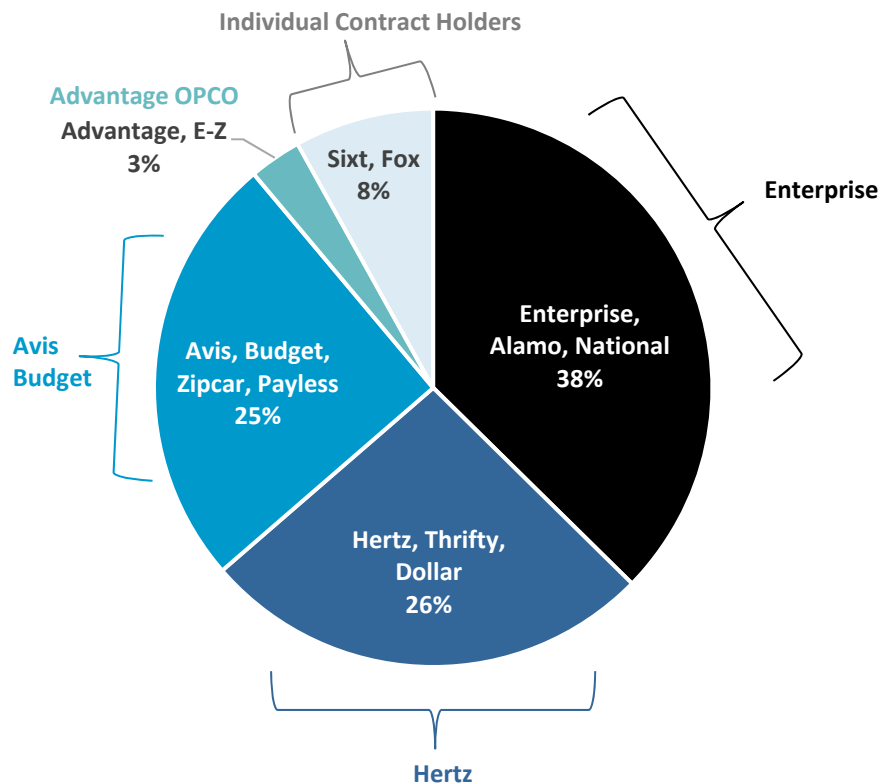 Individual Contract Holders
Advantage OPCO
Advantage, E-Z
3%
Sixt, Fox
8%
Enterprise
Enterprise,
Alamo, National
38%
Avis
Budget
Avis, Budget,
Zipcar, Payless
25%
Hertz, Thrifty,
Dollar
26%
Hertz